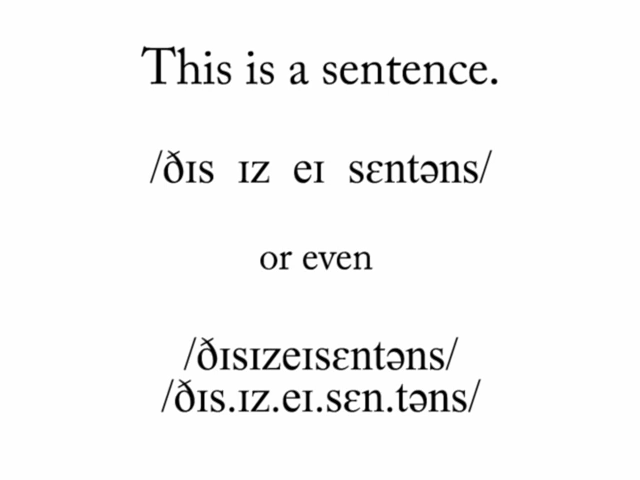 This is a sentence.
/ðɪs ɪz eɪ sɛntəns/
or even
/ðɪsɪzeɪsɛntəns/
/ðɪs.ɪz.eɪ.sɛn.təns/